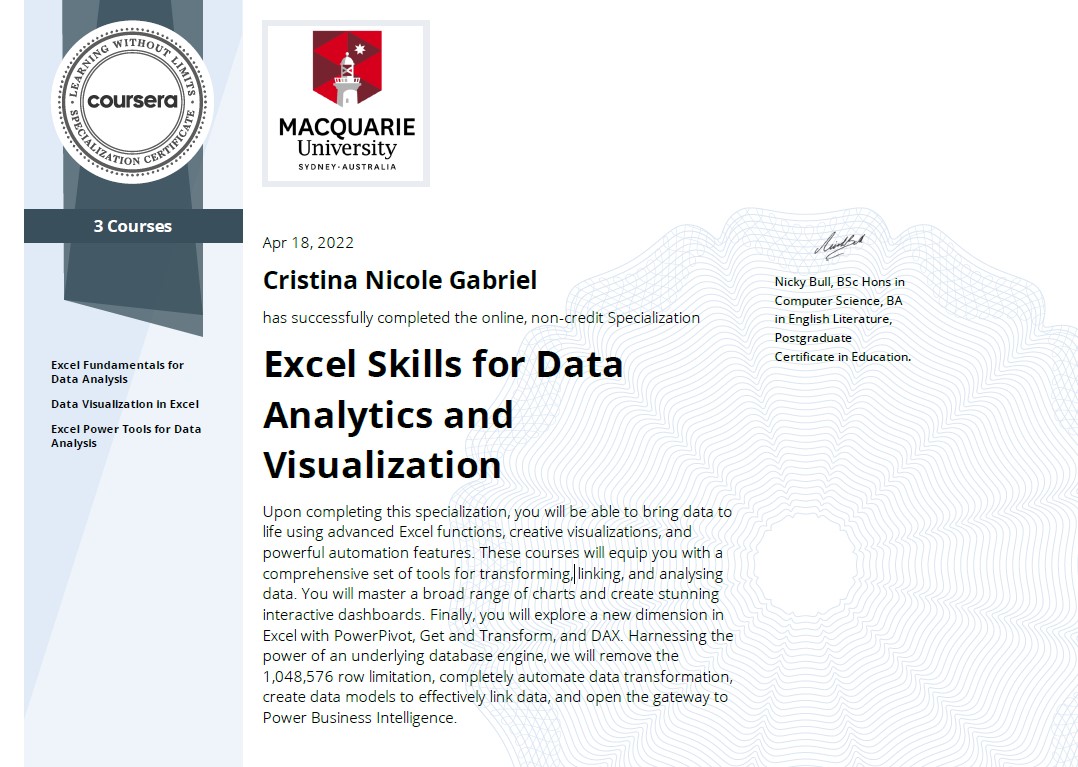 LEARNING WITHOUT LIMITS
coursera
SPECIALIZATION CERTIFICATE
3 Courses
Excel Fundamentals for
Data Analysis
Data Visualization in Excel
Excel Power Tools for Data
Analysis
MACQUARIE
University
SYDNEY·AUSTRALIA
Apr 18, 2022
Cristina Nicole Gabriel
has successfully completed the online, non-credit Specialization
Excel Skills for Data
Analytics and
Visualization
Upon completing this specialization, you will be able to bring data to
life using advanced Excel functions, creative visualizations, and
powerful automation features. These courses will equip you with a
comprehensive set of tools for transforming, linking, and analysing
data. You will master a broad range of charts and create stunning
interactive dashboards. Finally, you will explore a new dimension in
Excel with PowerPivot, Get and Transform, and DAX. Harnessing the
power of an underlying database engine, we will remove the
1,048,576 row limitation, completely automate data transformation,
create data models to effectively link data, and open the gateway to
Power Business Intelligence.
Nicky Bull, BSc Hons in
Computer Science, BA
in English Literature,
Postgraduate
Certificate in Education.